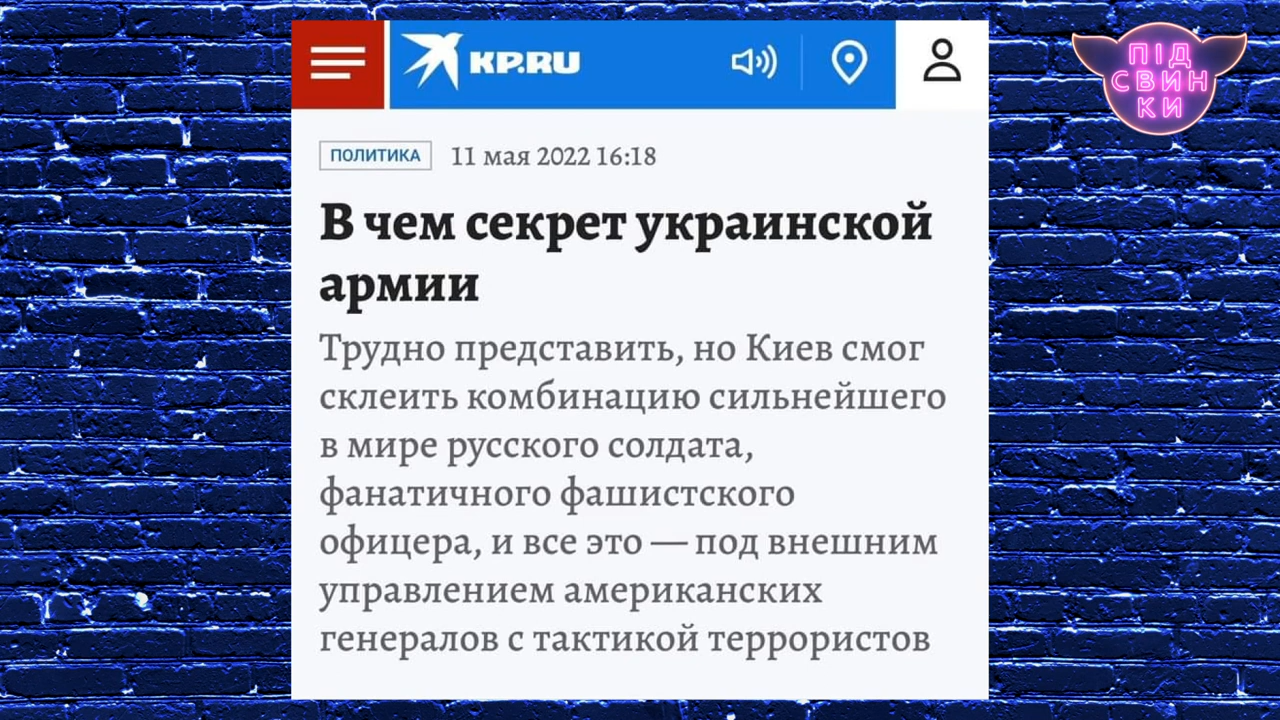 KP.RU
ПІД
СВИН
КИ
ПОЛИТИКА 11 мая 2022 16:18
В чем секрет украинской
армии
Трудно представить, но Киев смог
склеить комбинацию сильнейшего
в мире русского солдата,
фанатичного фашистского
офицера, и все это — под внешним
управлением американских
генералов с тактикой террористов